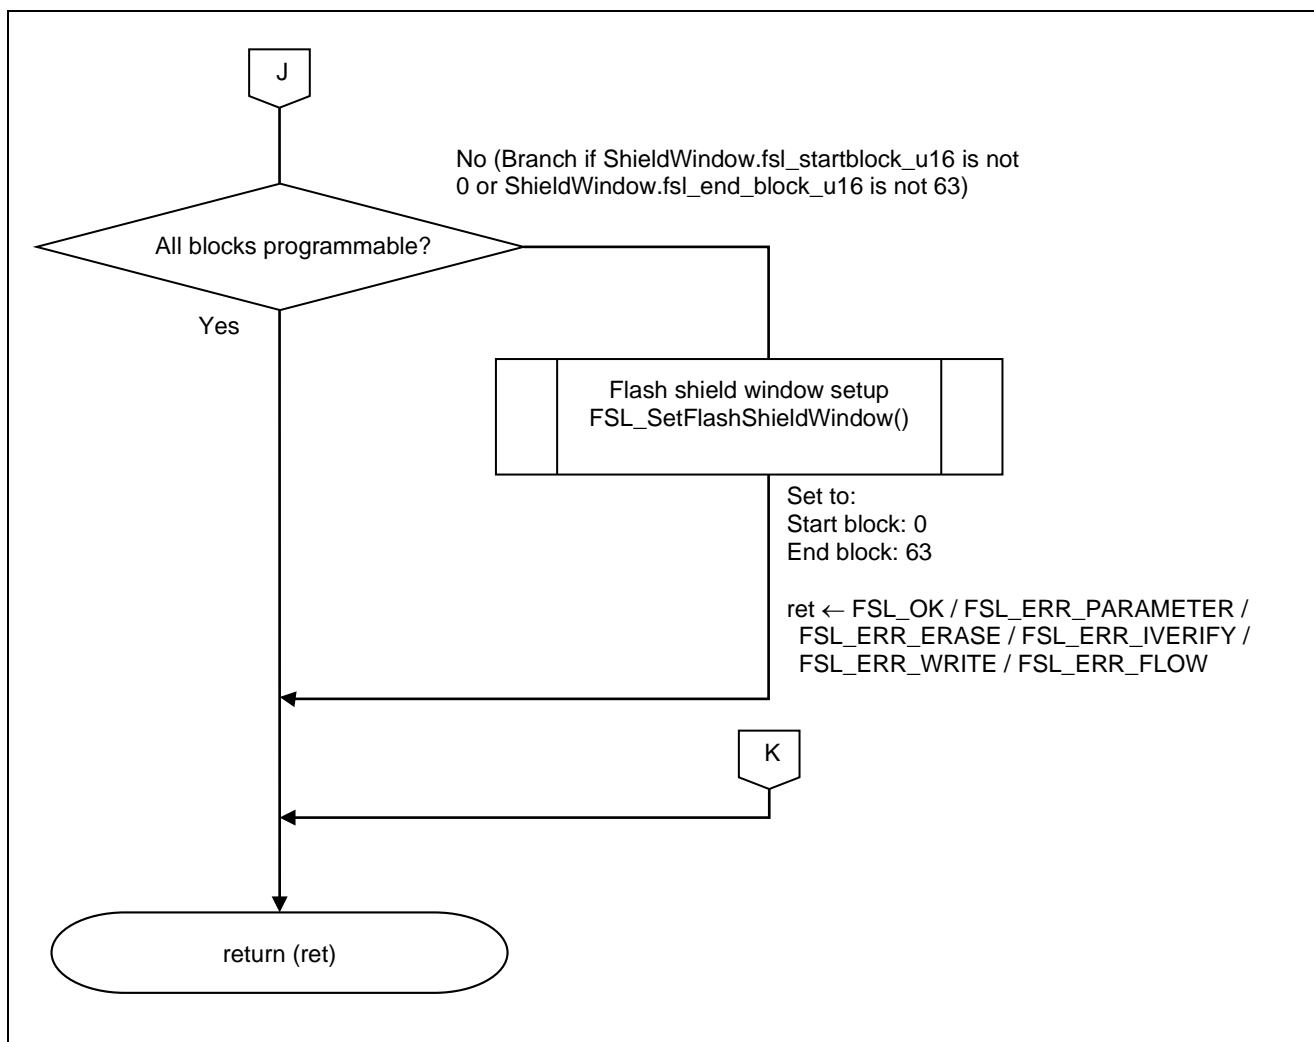 J
No (Branch if ShieldWindow.fsl_startblock_u16 is not
0 or ShieldWindow.fsl_end_block_u16 is not 63)
All blocks programmable?
Yes
Flash shield window setup
FSL_SetFlashShieldWindow()
Set to:
Start block: 0
End block: 63
ret ← FSL_OK / FSL_ERR_PARAMETER /
FSL_ERR_ERASE / FSL_ERR_IVERIFY /
FSL_ERR_WRITE / FSL_ERR_FLOW
K
return (ret)